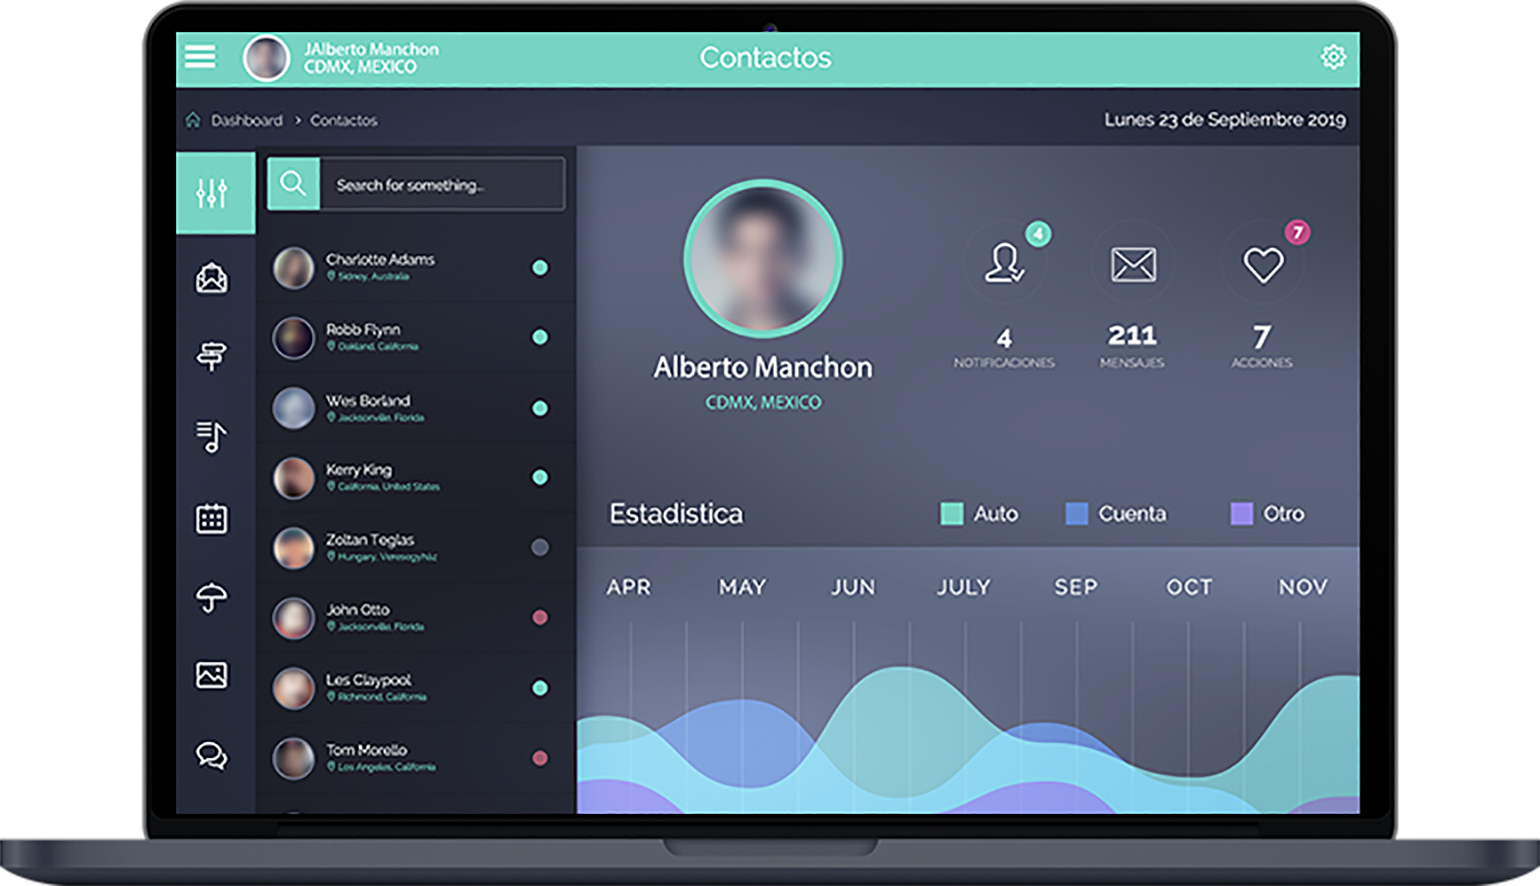 JAlberto Manchon
CDMX, MEXICO
Contactos
Dashboard > Contactos
Lunes 23 de Septiembre 2019
Search for something...
Charlotte Adams
Sidney, Australia
Robb Flynn
Oakland, California
Wes Borland
Jacksonville, Florida
Kerry King
California, United States
Zoltan Teglas
Hungary, Veresegyház
John Otto
Jacksonville, Florida
Les Claypool
Richmond, California
Tom Morello
Los Angeles, California
Alberto Manchon
CDMX, MEXICO
4
7
4
211
7
NOTIFICACIONES
MENSAJES
ACCIONES
Estadistica
Auto
Cuenta
Otro
APR MAY JUN JULY SEP OCT NOV